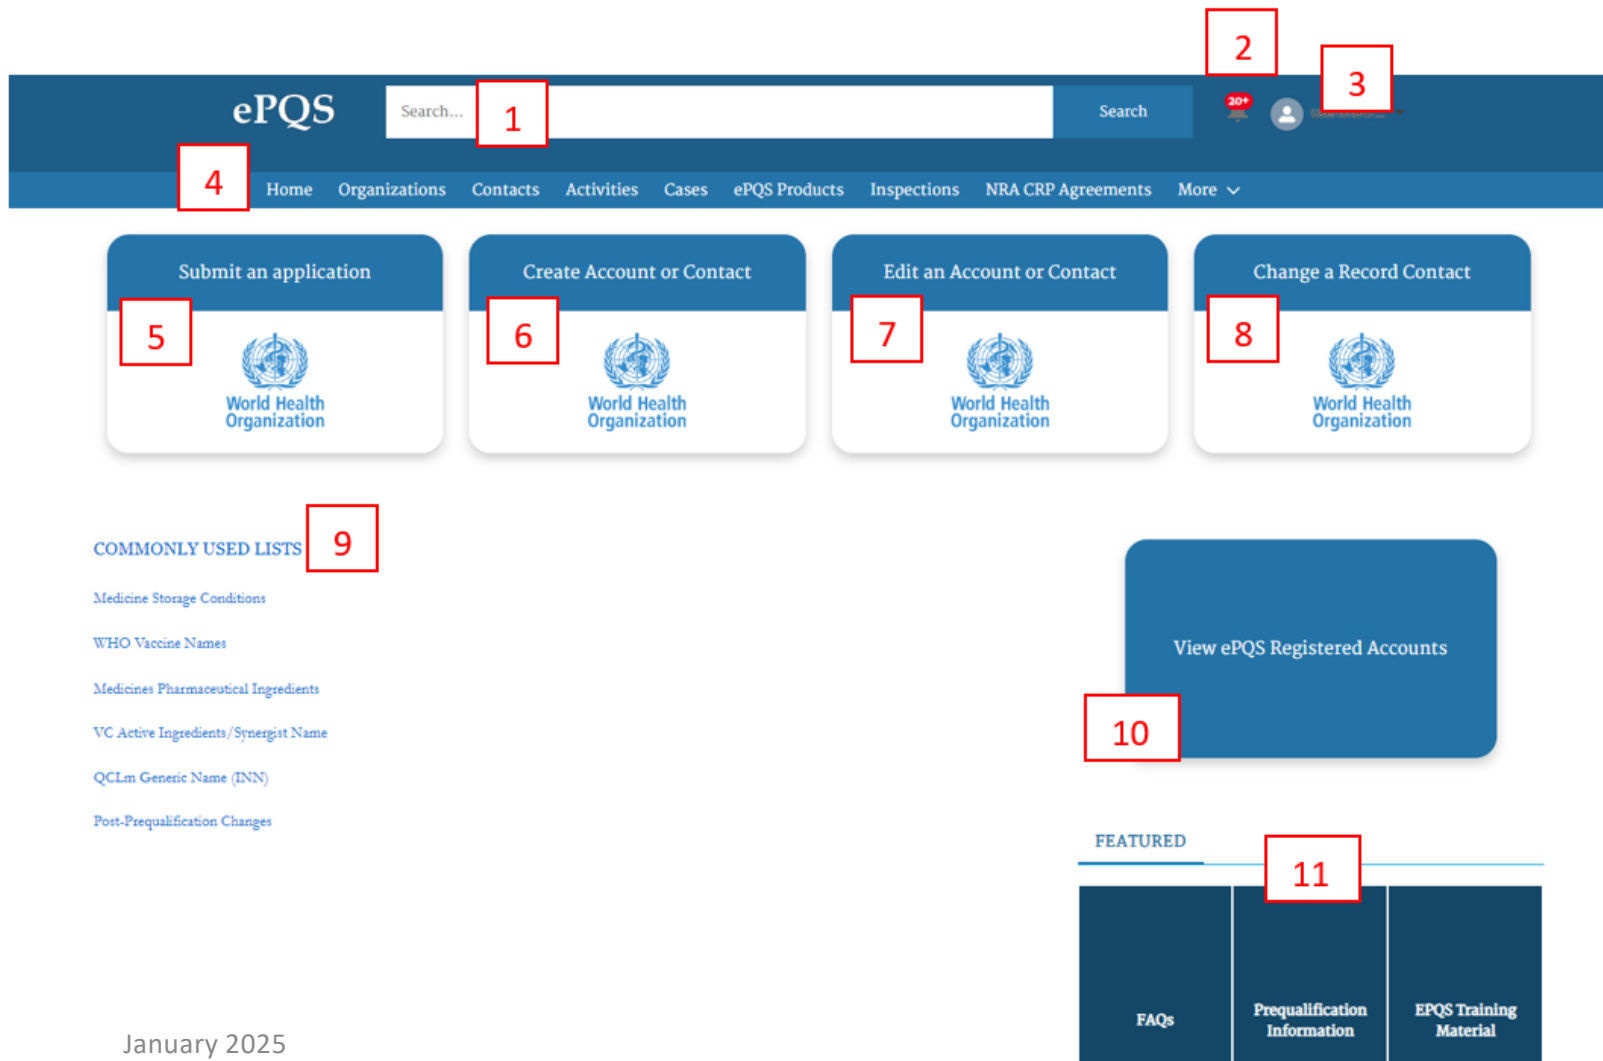 2
3
ePQS
Search...
1
Search
20+
4
Home Organizations Contacts Activities Cases ePQS Products Inspections NRA CRP Agreements More
Submit an application
Create Account or Contact
Edit an Account or Contact
Change a Record Contact
5
6
7
8
World Health
Organization
World Health
Organization
World Health
Organization
World Health
Organization
COMMONLY USED LISTS
9
Medicine Storage Conditions
WHO Vaccine Names
Medicines Pharmaceutical Ingredients
VC Active Ingredients/Synergist Name
QCLm Generic Name (INN)
Post-Prequalification Changes
View ePQS Registered Accounts
10
FEATURED
11
FAQs
Prequalification
Information
EPQS Training
Material
January 2025